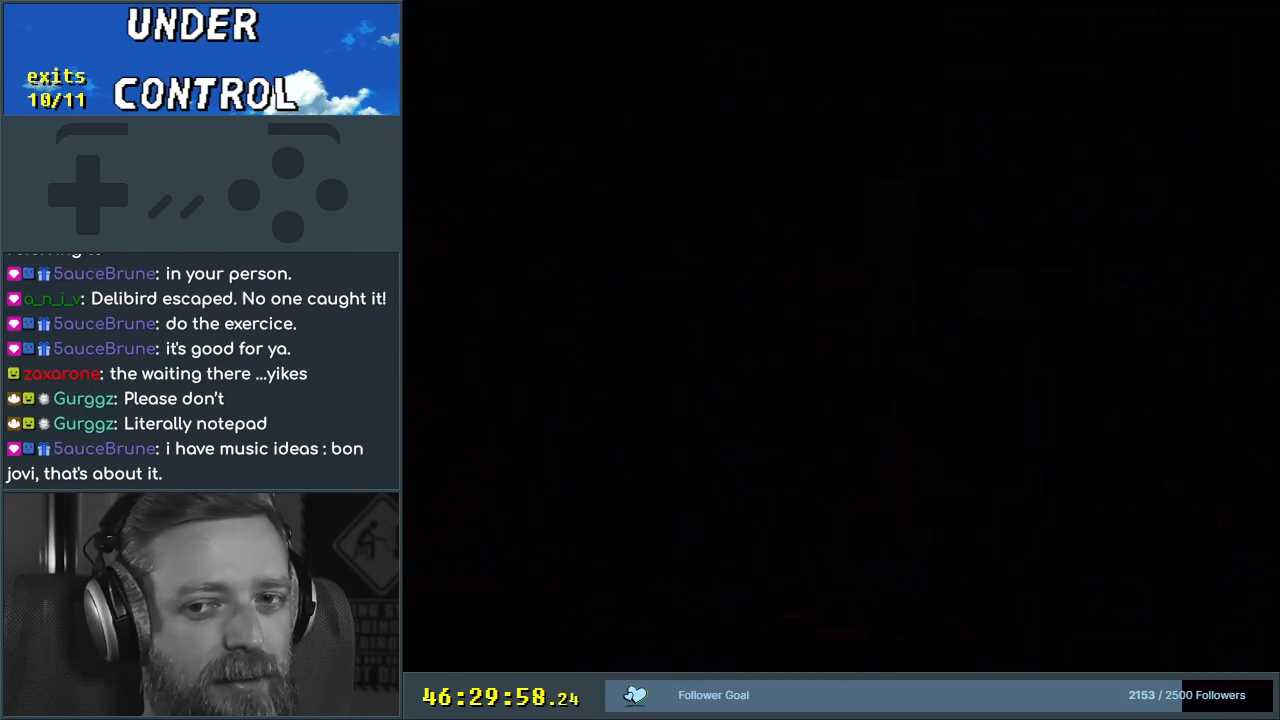 UNDER
CONTROL
exits
10/11
5auceBrune: in your person.
a_n_i_v: Delibird escaped. No one caught it!
5auceBrune: do the exercice.
5auceBrune: it's good for ya.
zaxarone: the waiting there ...yikes
Gurggz: Please don't
Gurggz: Literally notepad
5auceBrune: i have music ideas : bon
jovi, that's about it.
46:29:58.24
Follower Goal
2153 / 2500 Followers